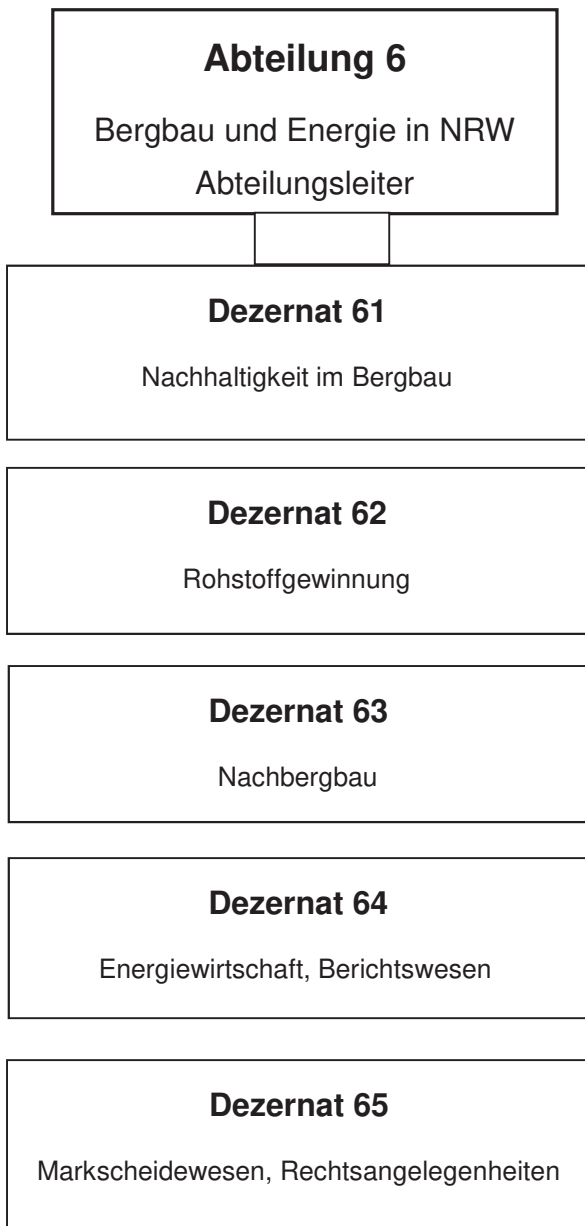 Abteilung 6
Bergbau und Energie in NRW
Abteilungsleiter
Dezernat 61
Nachhaltigkeit im Bergbau
Dezernat 62
Rohstoffgewinnung
Dezernat 63
Nachbergbau
Dezernat 64
Energiewirtschaft, Berichtswesen
Dezernat 65
Markscheidewesen, Rechtsangelegenheiten